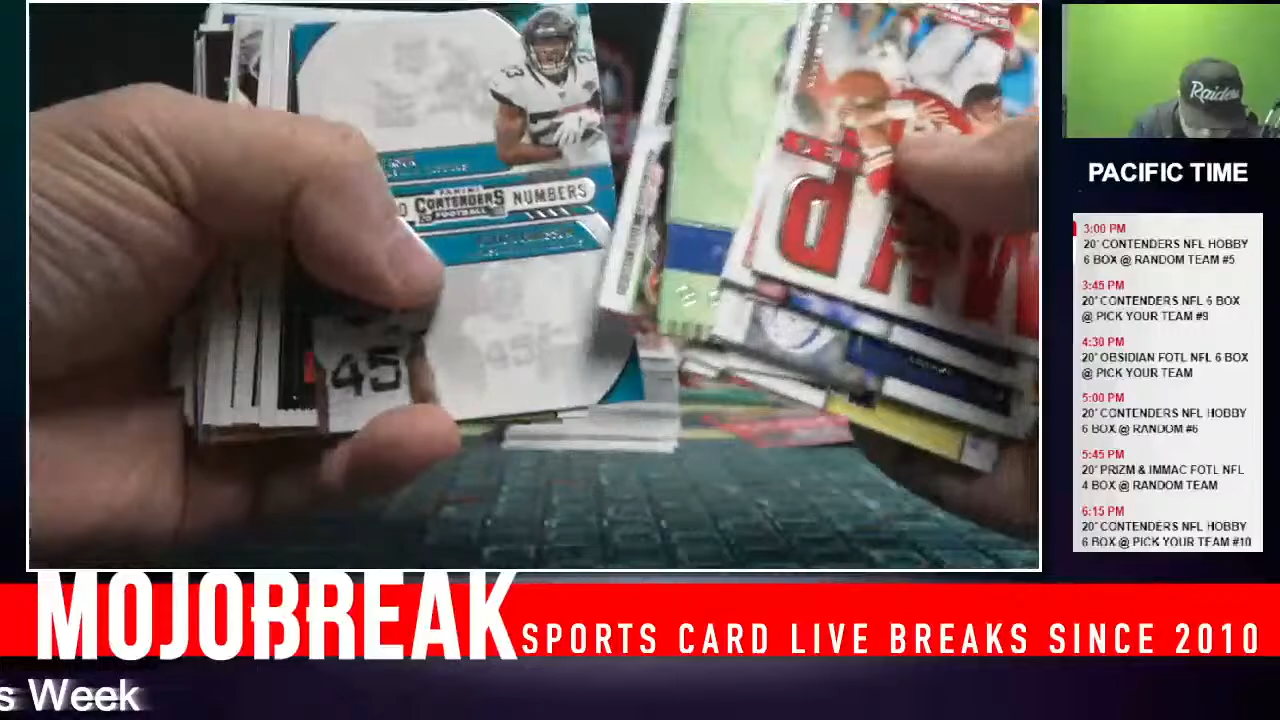 PANINI
CONTENDERS
FOOTBALL
NUMBERS
45
MVP
Raiders
PACIFIC TIME
3:00 PM
20' CONTENDERS NFL HOBBY
6 BOX @ RANDOM TEAM #5
3:45 PM
20' CONTENDERS NFL 6 BOX
@ PICK YOUR TEAM #9
4:30 PM
20' OBSIDIAN FOTL NFL 6 BOX
@ PICK YOUR TEAM
5:00 PM
20' CONTENDERS NFL HOBBY
6 BOX @ RANDOM #6
5:45 PM
20' PRIZM & IMMAC FOTL NFL
4 BOX @ RANDOM TEAM
6:15 PM
20' CONTENDERS NFL HOBBY
6 BOX @ PICK YOUR TEAM #10
MOJOBREAK
SPORTS CARD LIVE BREAKS SINCE 2010
s Week